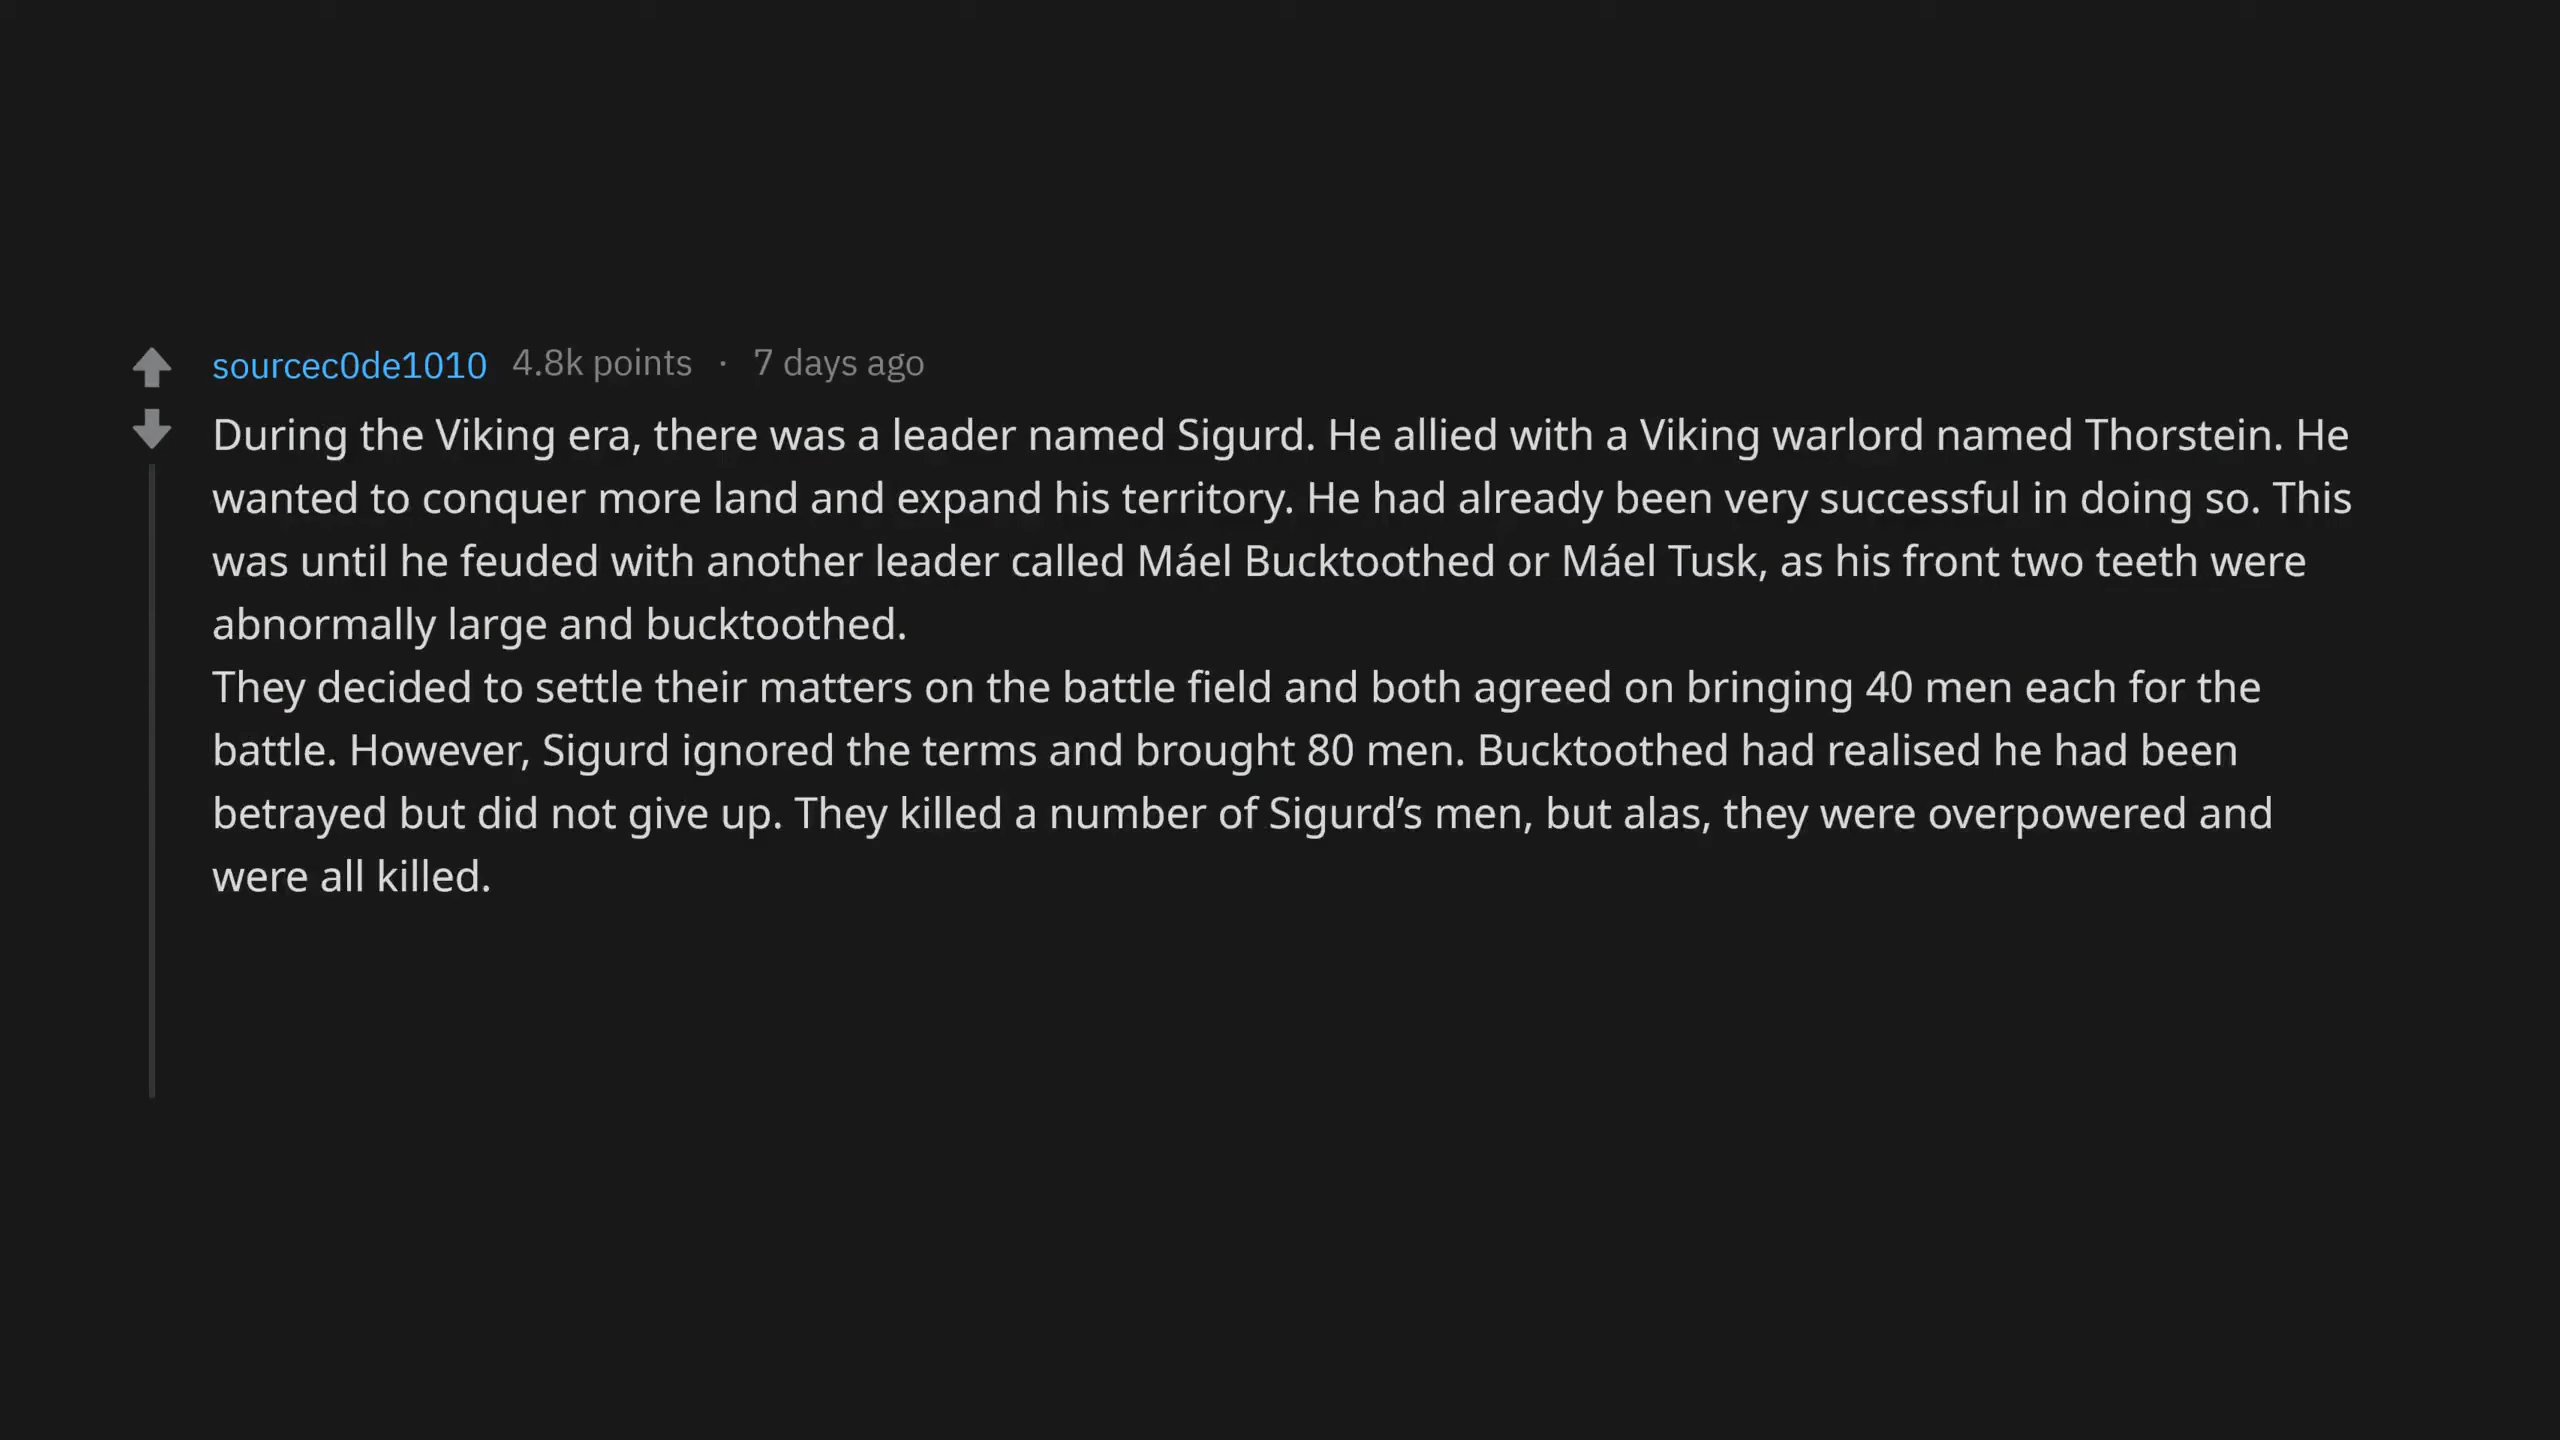 sourcec0de1010 4.8k points · 7 days ago
During the Viking era, there was a leader named Sigurd. He allied with a Viking warlord named Thorstein. He
wanted to conquer more land and expand his territory. He had already been very successful in doing so. This
was until he feuded with another leader called Máel Bucktoothed or Máel Tusk, as his front two teeth were
abnormally large and bucktoothed.
They decided to settle their matters on the battle field and both agreed on bringing 40 men each for the
battle. However, Sigurd ignored the terms and brought 80 men. Bucktoothed had realised he had been
betrayed but did not give up. They killed a number of Sigurd’s men, but alas, they were overpowered and
were all killed.